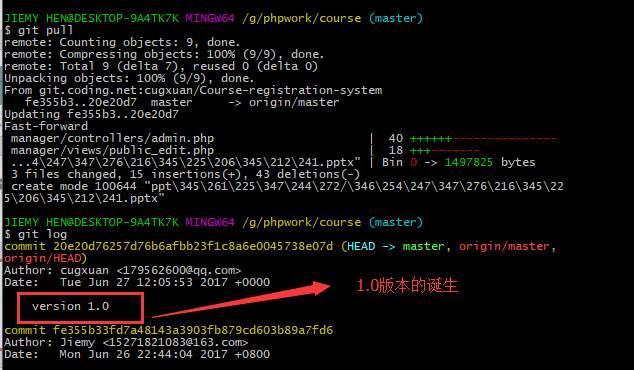 JIEMY HEN@DESKTOP-9A4TK7K MINGW64 /g/phpwork/course (master)
$ git pull
remote: Counting objects: 9, done.
remote: Compressing objects: 100% (9/9), done.
remote: Total 9 (delta 7), reused 0 (delta 0)
Unpacking objects: 100% (9/9), done.
From git.coding.net:cugxuan/Course-registration-system
fe355b3..20e20d7  master     -> origin/master
Updating fe355b3..20e20d7
Fast-forward
manager/controllers/admin.php | 40 ++++++---------------
manager/views/public_edit.php | 18 +++-------
...4\247\347\276\216\345\225\206\345\212\241.pptx" | Bin 0 -> 1497825 bytes
3 files changed, 15 insertions(+), 43 deletions(-)
create mode 100644 "ppt\345\261\225\347\244\272/\346\254\247\347\276\216\345\22
5\206\345\212\241.pptx"
JIEMY HEN@DESKTOP-9A4TK7K MINGW64 /g/phpwork/course (master)
$ git log
commit 20e20d76257d76b6afbb23f1c8a6e0045738e07d (HEAD -> master, origin/master,
origin/HEAD)
Author: cugxuan <179562600@qq.com>
Date:   Tue Jun 27 12:05:53 2017 +0000
1.0版本的诞生
version 1.0
commit fe355b33fd7a48143a3903fb879cd603b89a7fd6
Author: Jiemy <15271821083@163.com>
Date:   Mon Jun 26 22:44:04 2017 +0800